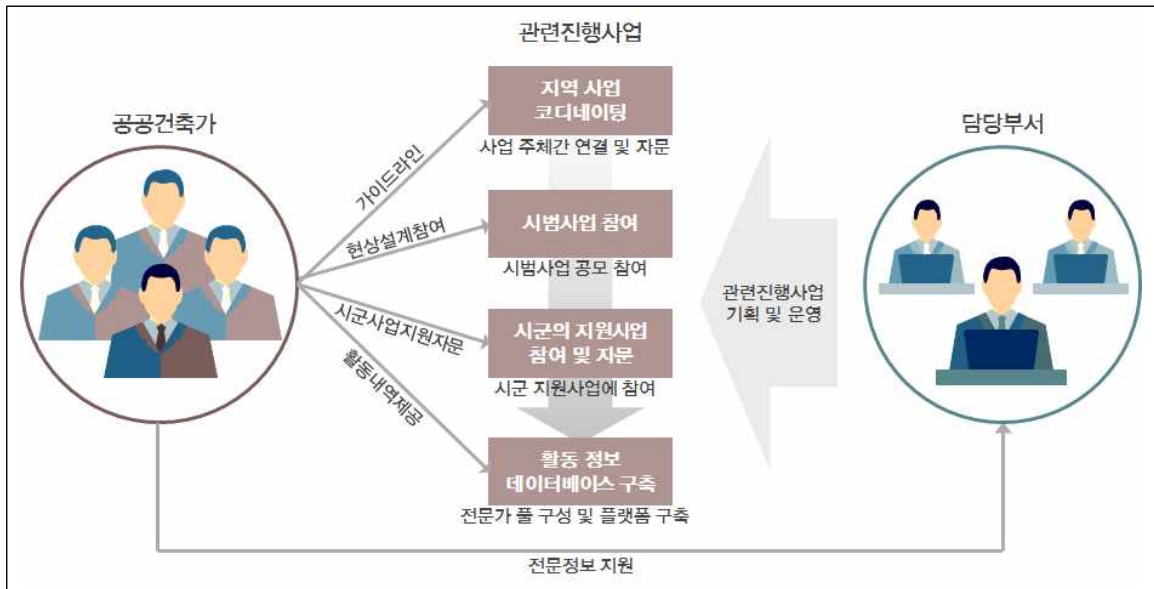 관련진행사업
공공건축가
담당부서
지역 사업
코디네이팅
사업 주체간 연결 및 자문
가이드라인
시범사업 참여
시범사업 공모 참여
현상설계참여
시군의 지원사업
참여 및 자문
시군 지원사업에 참여
시군사업지원자문
활동 정보
데이터베이스 구축
전문가 풀 구성 및 플랫폼 구축
활동내역제공
관련진행사업
기획 및 운영
전문정보 지원